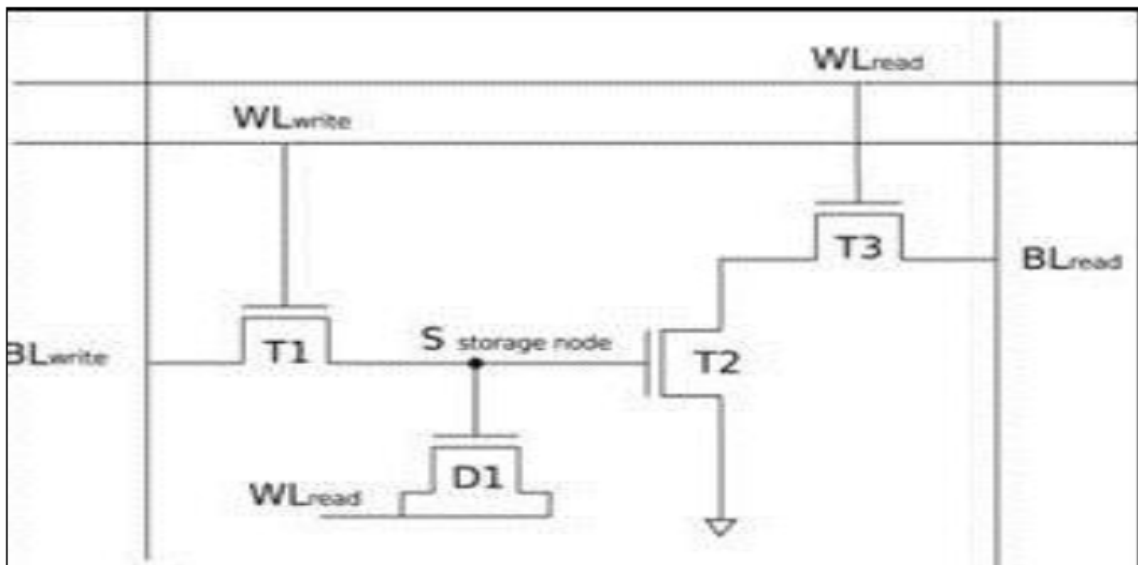 WLread
WLwrite
T3
BLread
S storage node
T1
T2
BLwrite
D1
WLread